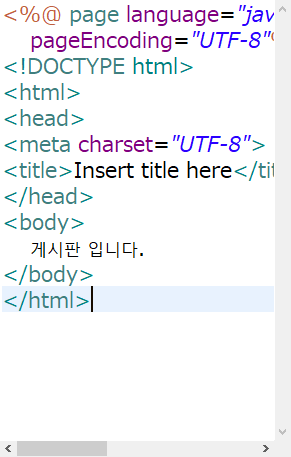 <%@ page language="jav
pageEncoding="UTF-8"
<!DOCTYPE html>
<html>
<head>
<meta charset="UTF-8">
<title>Insert title here</tit
</head>
<body>
게시판 입니다.
</body>
</html>